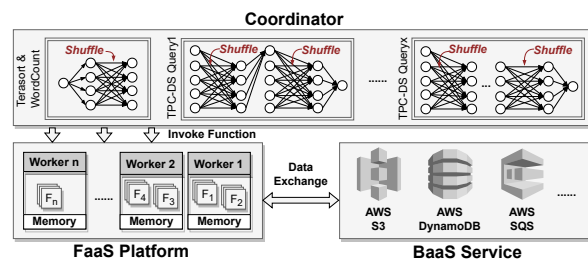 Coordinator
Terasort &
WordCount
Shuffle
TPC-DS Query1
Shuffle
Shuffle
......
TPC-DS Queryx
Shuffle
...
Shuffle
Invoke Function
Worker n
Fn
Memory
......
Worker 2
F4
F3
Memory
Worker 1
F1
F2
Memory
FaaS Platform
Data
Exchange
AWS
S3
AWS
DynamoDB
AWS
SQS
......
BaaS Service